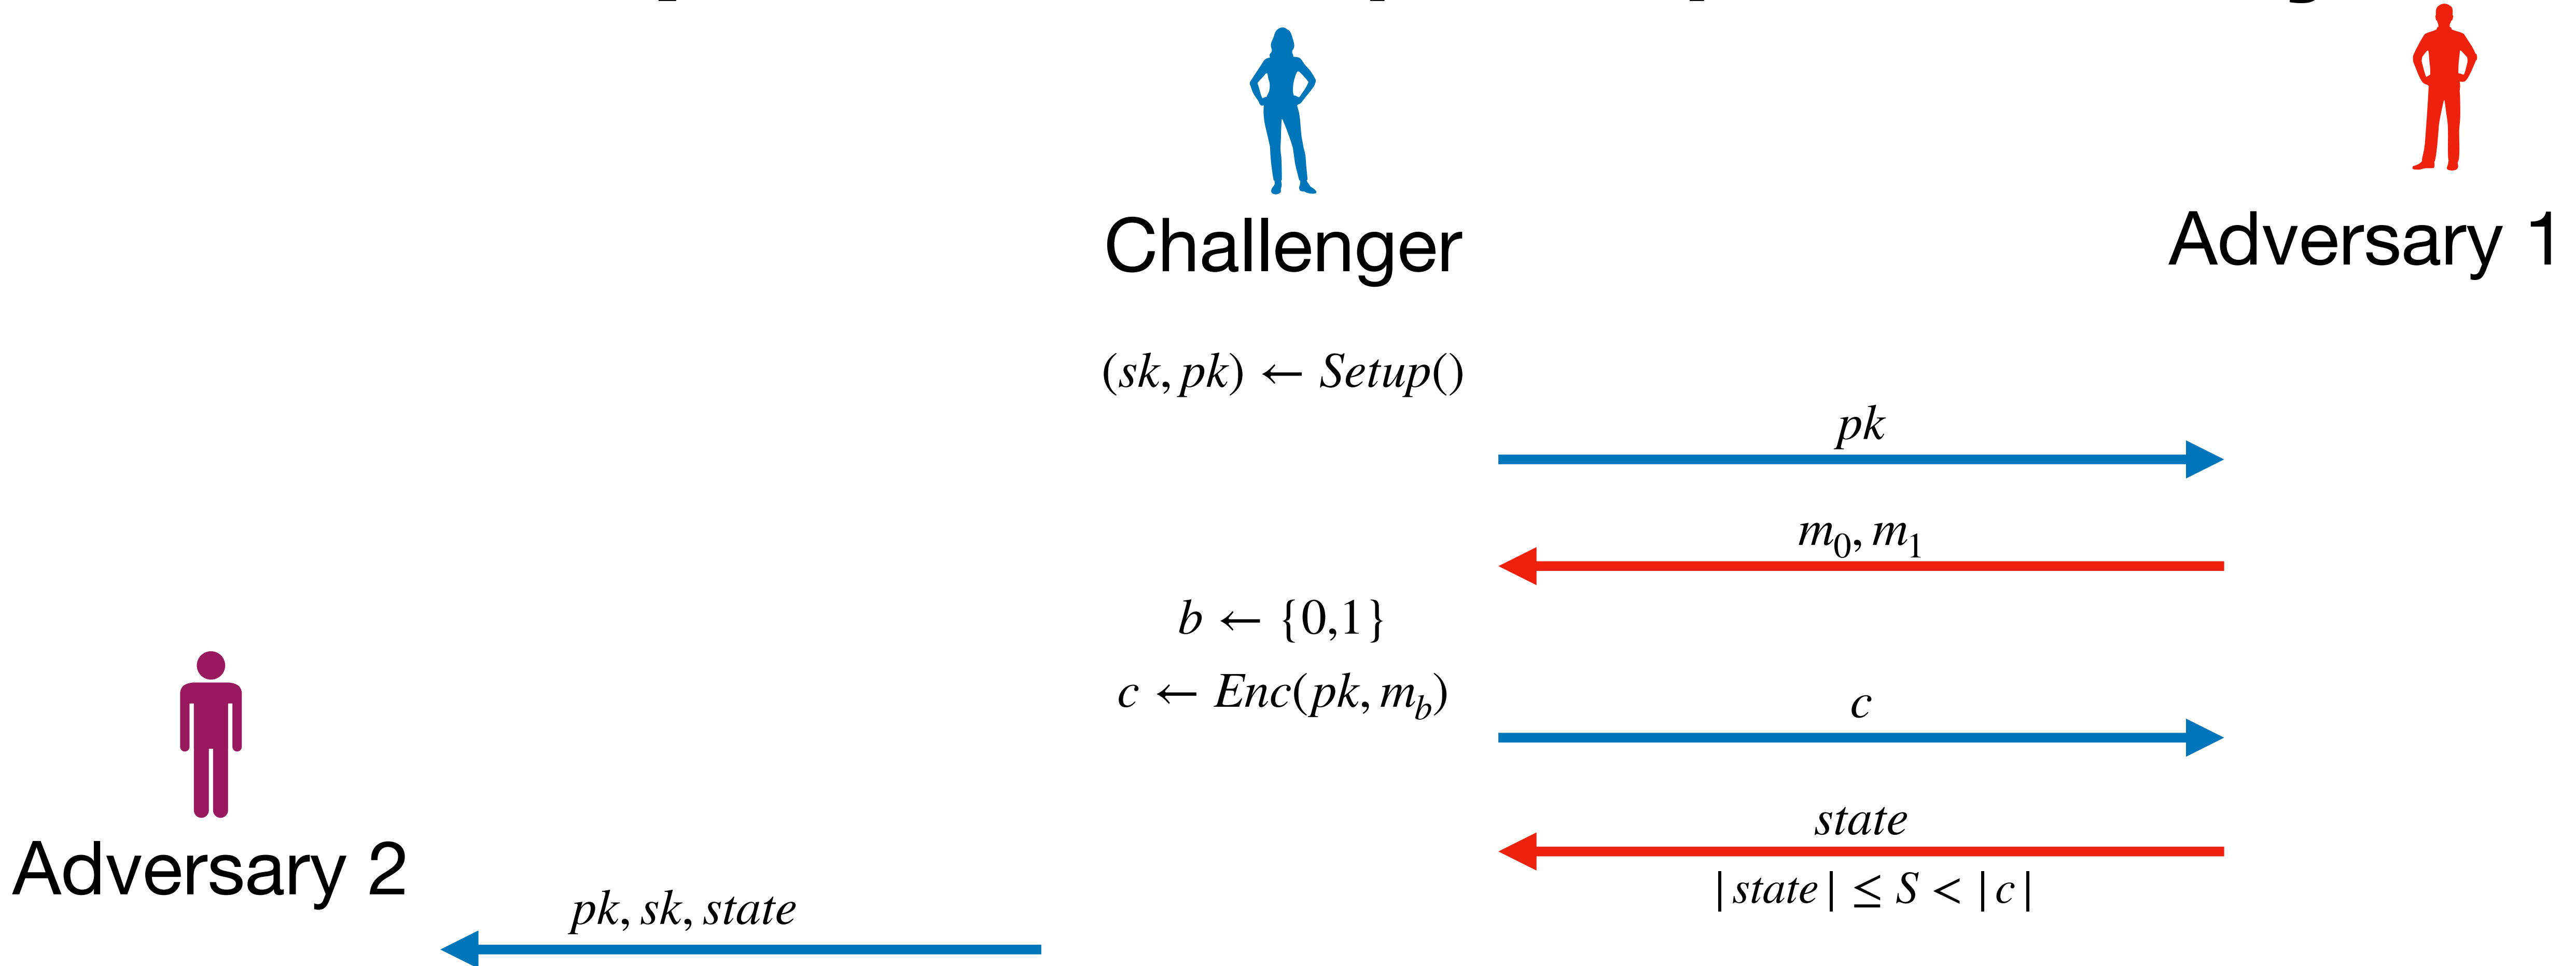 Challenger
Adversary 1
(sk, pk) ← Setup()
pk
m₀, m₁
b ← {0,1}
c ← Enc(pk, m_b)
c
state
|state| ≤ S < |c|
Adversary 2
pk, sk, state